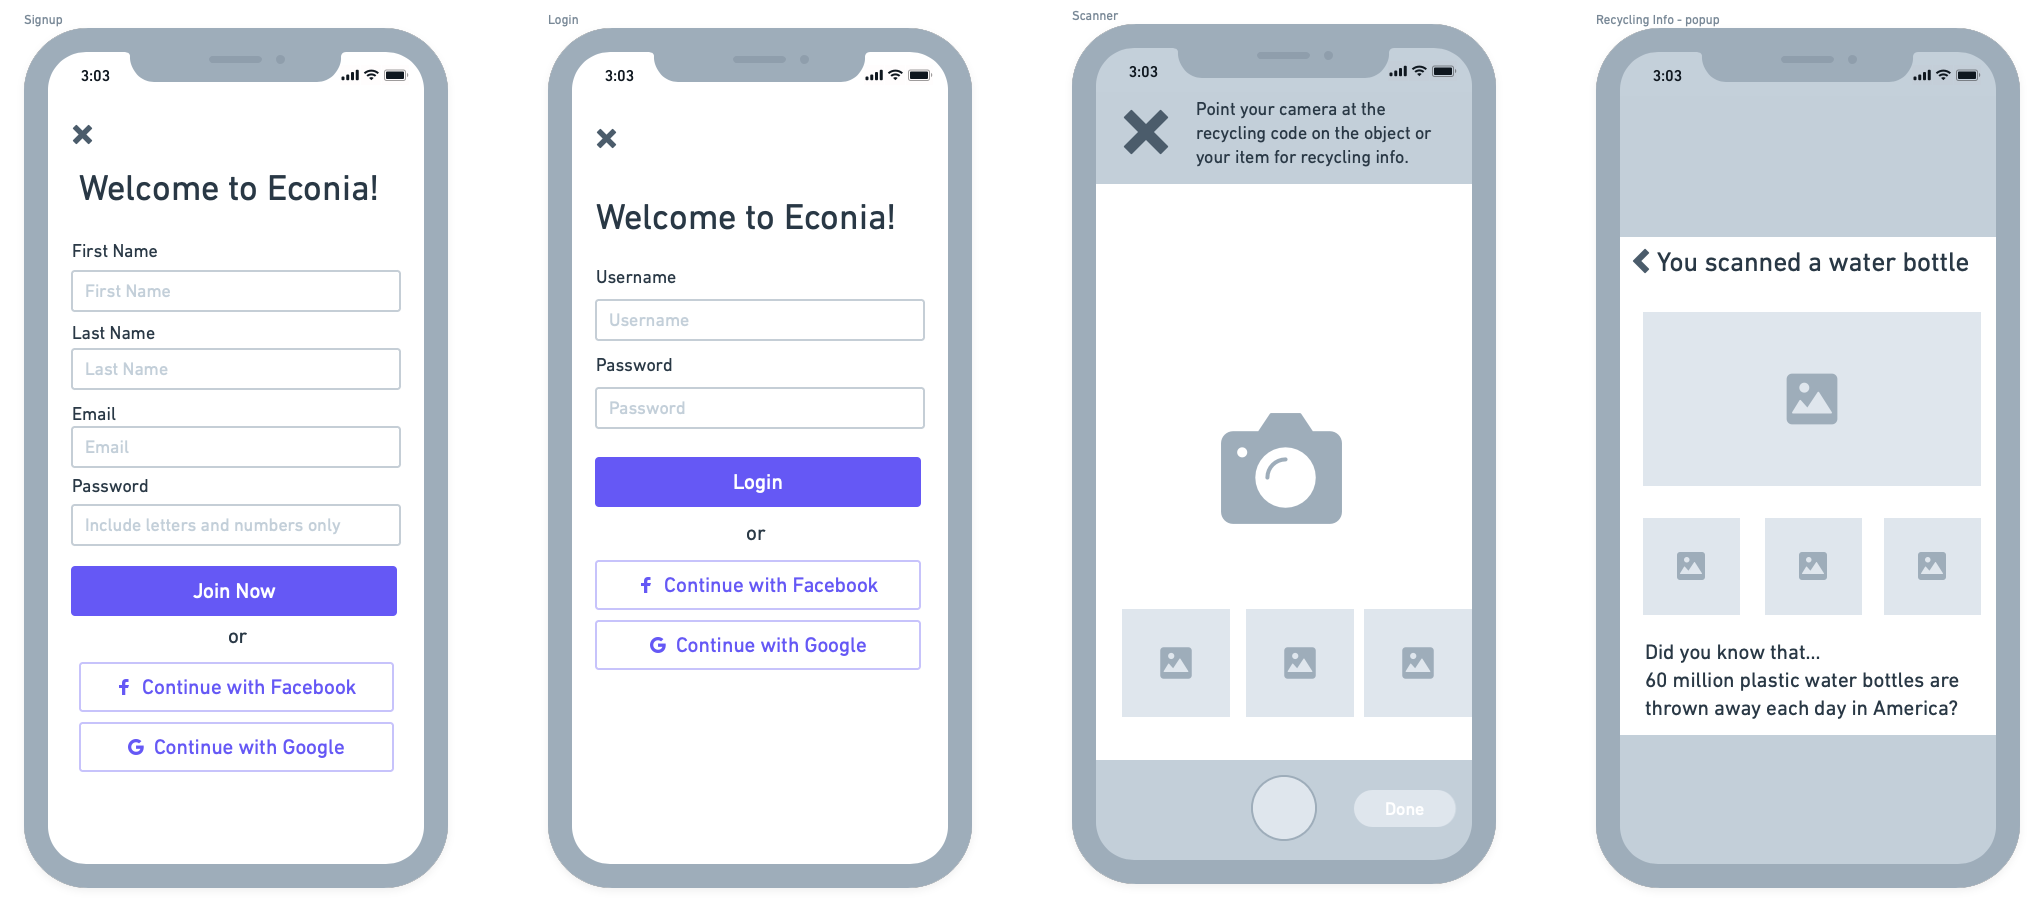 Signup
3:03
Welcome to Econia!
First Name
First Name
Last Name
Last Name
Email
Email
Password
Include letters and numbers only
Join Now
or
Continue with Facebook
Continue with Google
Login
3:03
Welcome to Econia!
Username
Username
Password
Password
Login
or
Continue with Facebook
Continue with Google
Scanner
3:03
Point your camera at the
recycling code on the object or
your item for recycling info.
Done
Recycling Info - popup
3:03
You scanned a water bottle
Did you know that...
60 million plastic water bottles are
thrown away each day in America?